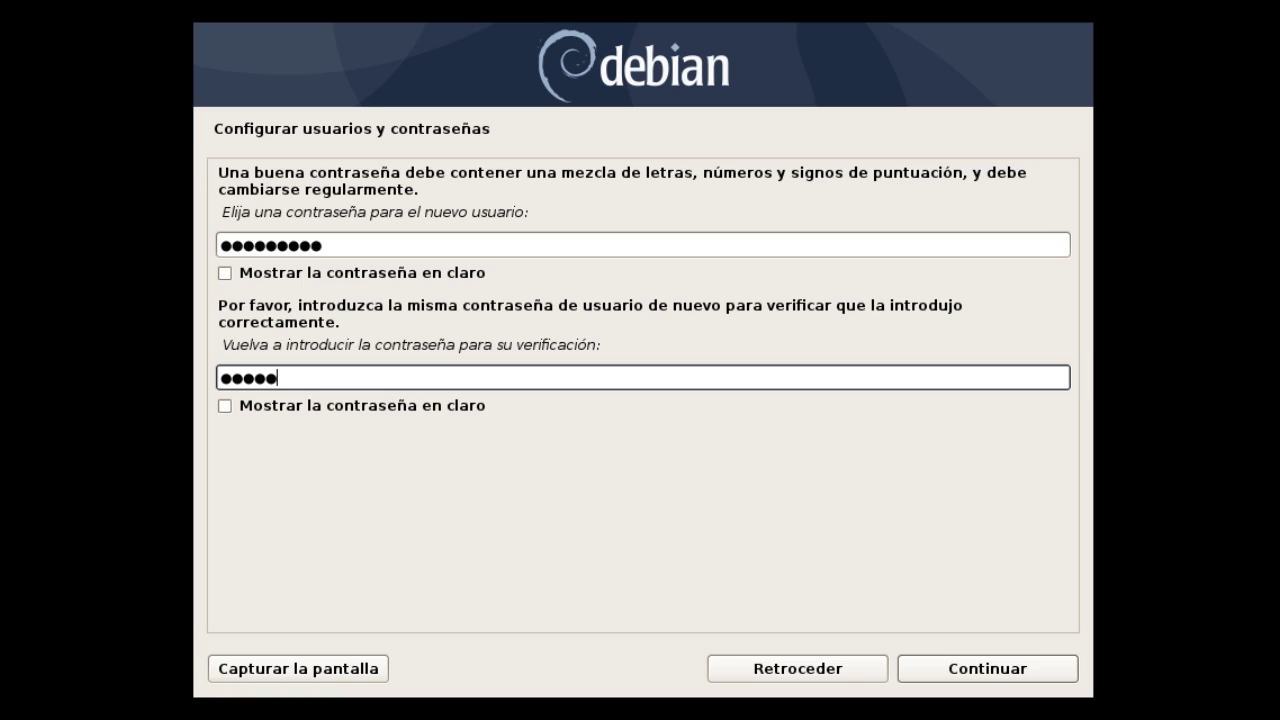 debian
Configurar usuarios y contraseñas
Una buena contraseña debe contener una mezcla de letras, números y signos de puntuación, y debe
cambiarse regularmente.
Elija una contraseña para el nuevo usuario:
●●●●●●●●●
Mostrar la contraseña en claro
Por favor, introduzca la misma contraseña de usuario de nuevo para verificar que la introdujo
correctamente.
Vuelva a introducir la contraseña para su verificación:
●●●●●
Mostrar la contraseña en claro
Capturar la pantalla
Retroceder
Continuar